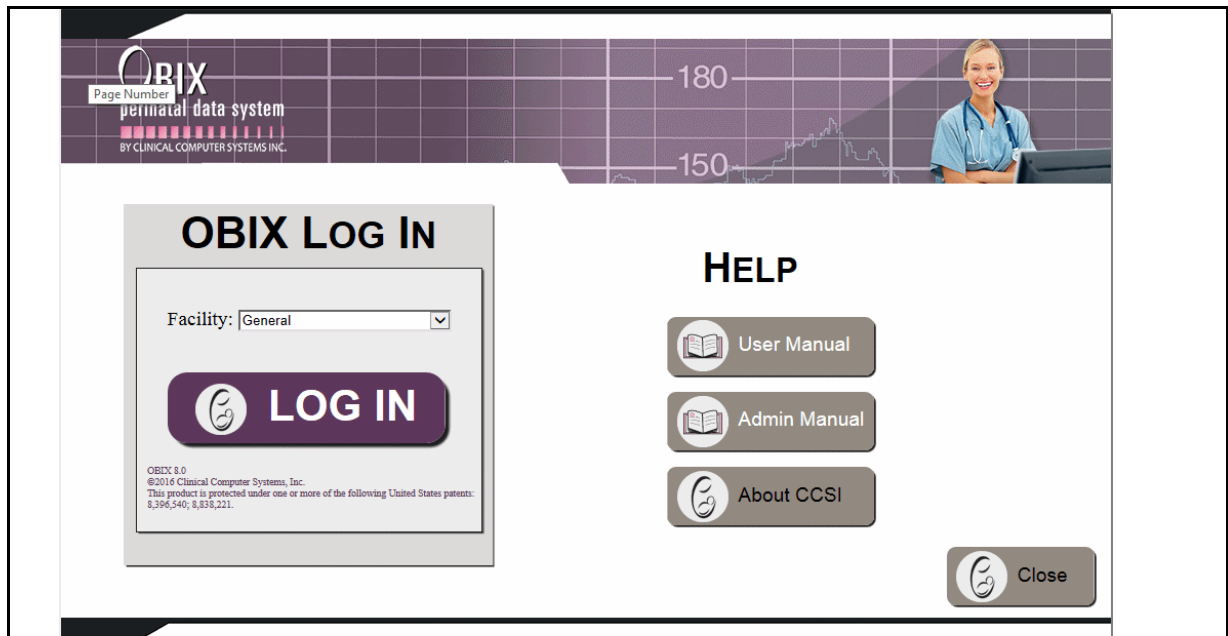 OBIX
Page Number
perinatal data system
BY CLINICAL COMPUTER SYSTEMS INC.
180
150
OBIX LOG IN
Facility: General
LOG IN
OBIX 8.0
©2016 Clinical Computer Systems, Inc.
This product is protected under one or more of the following United States patents:
8,396,540; 8,838,221.
HELP
User Manual
Admin Manual
About CCSI
Close